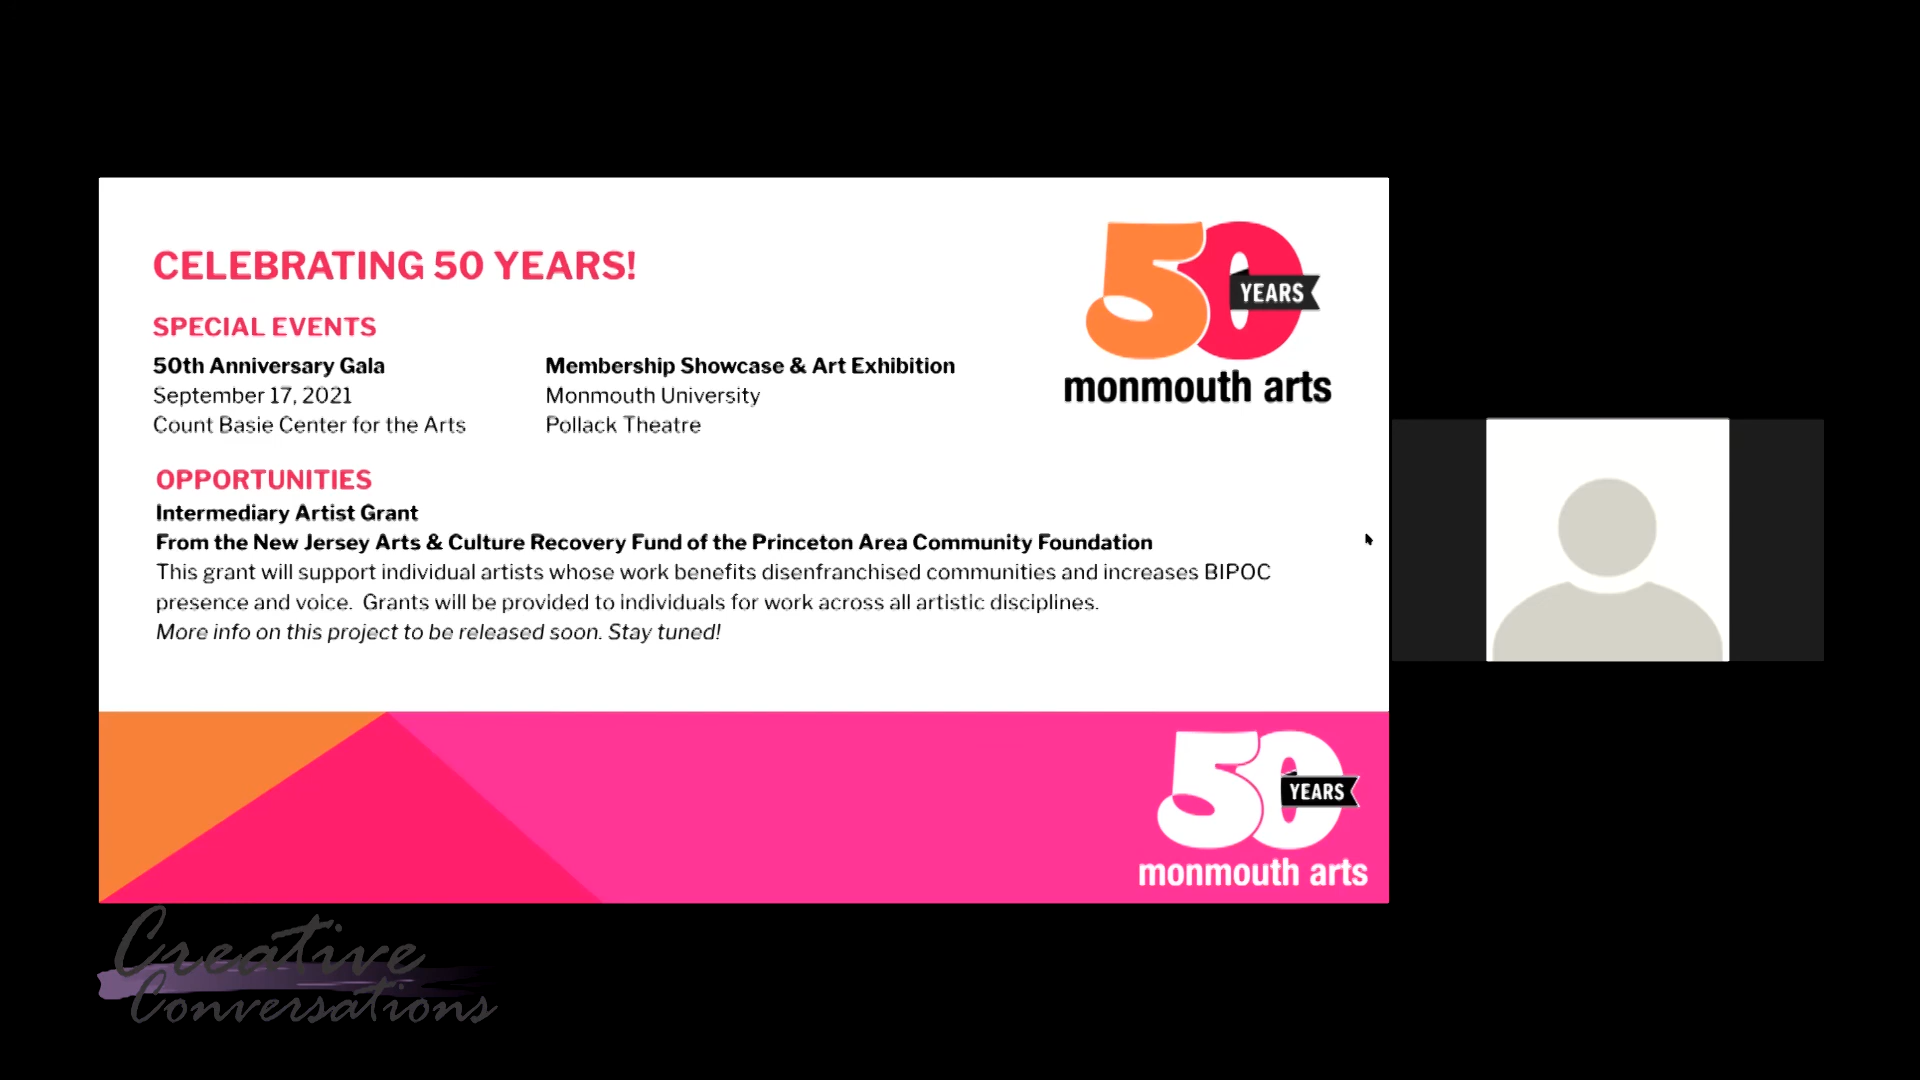 CELEBRATING 50 YEARS!
SPECIAL EVENTS
50th Anniversary Gala
September 17, 2021
Count Basie Center for the Arts
Membership Showcase & Art Exhibition
Monmouth University
Pollack Theatre
50 YEARS
monmouth arts
OPPORTUNITIES
Intermediary Artist Grant
From the New Jersey Arts & Culture Recovery Fund of the Princeton Area Community Foundation
This grant will support individual artists whose work benefits disenfranchised communities and increases BIPOC
presence and voice. Grants will be provided to individuals for work across all artistic disciplines.
More info on this project to be released soon. Stay tuned!
50 YEARS
monmouth arts
Creative
Conversations